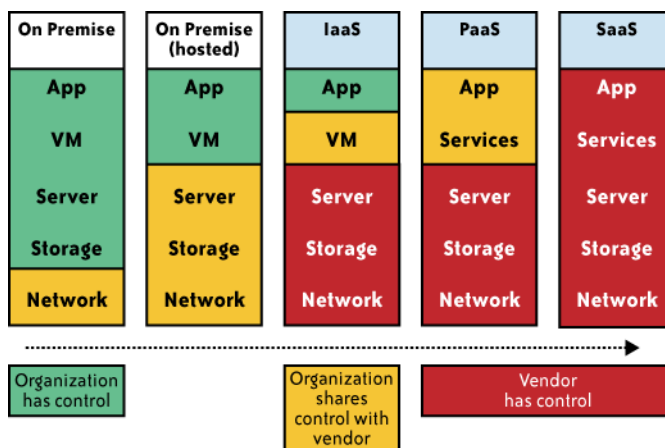 On Premise
On Premise
(hosted)
IaaS
PaaS
SaaS
App
App
App
App
App
VM
VM
VM
Services
Services
Server
Server
Server
Server
Server
Storage
Storage
Storage
Storage
Storage
Network
Network
Network
Network
Network
Organization
has control
Organization
shares
control with
vendor
Vendor
has control